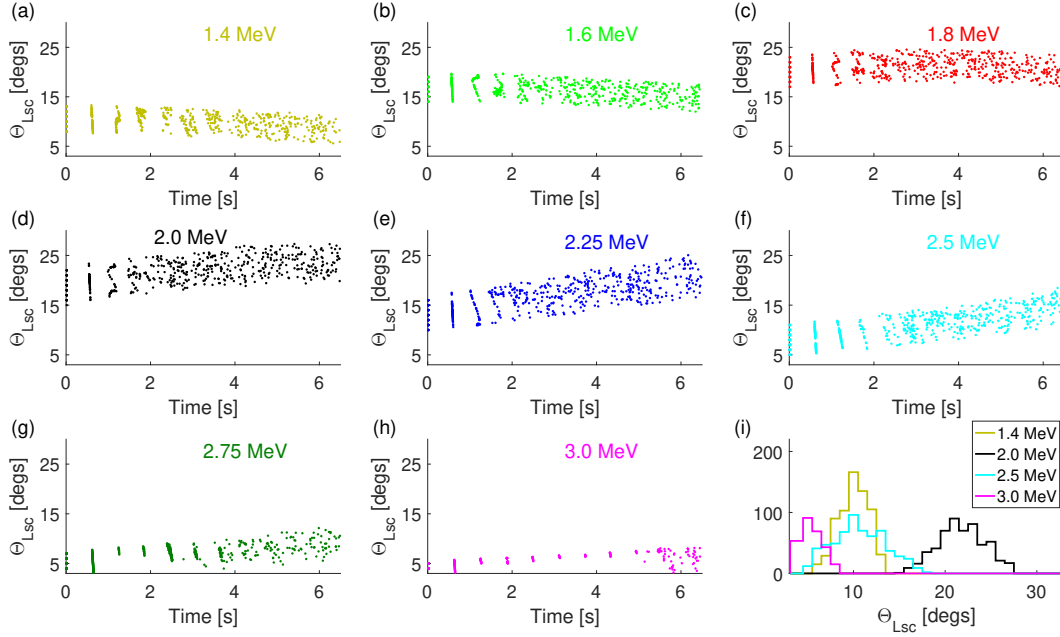 (a) 1.4 MeV
Θ_Lsc [degs]
25
15
5
0 2 4 6
Time [s]
(b) 1.6 MeV
Θ_Lsc [degs]
25
15
5
0 2 4 6
Time [s]
(c) 1.8 MeV
Θ_Lsc [degs]
25
15
5
0 2 4 6
Time [s]
(d) 2.0 MeV
Θ_Lsc [degs]
25
15
5
0 2 4 6
Time [s]
(e) 2.25 MeV
Θ_Lsc [degs]
25
15
5
0 2 4 6
Time [s]
(f) 2.5 MeV
Θ_Lsc [degs]
25
15
5
0 2 4 6
Time [s]
(g) 2.75 MeV
Θ_Lsc [degs]
25
15
5
0 2 4 6
Time [s]
(h) 3.0 MeV
Θ_Lsc [degs]
25
15
5
0 2 4 6
Time [s]
(i)
1.4 MeV
2.0 MeV
2.5 MeV
3.0 MeV
200
100
0
10 20 30
Θ_Lsc [degs]